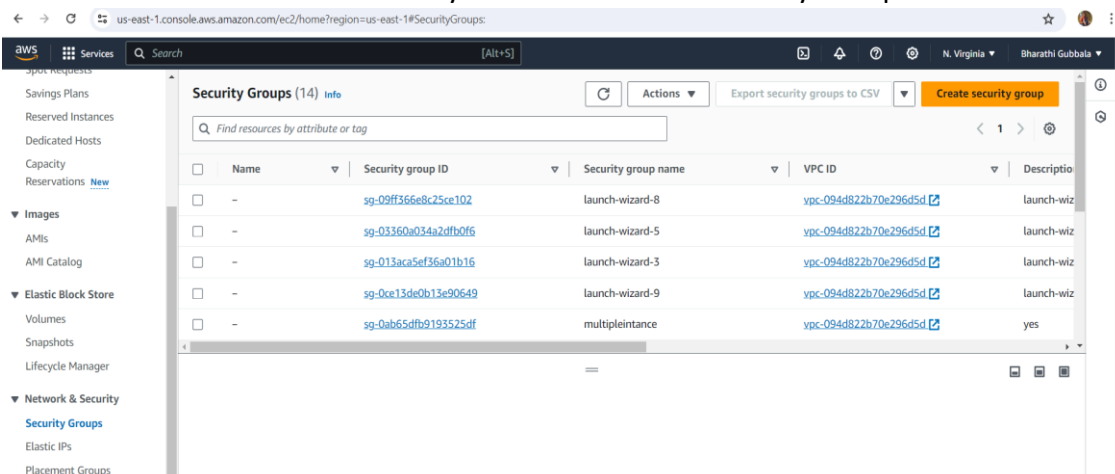 us-east-1.console.aws.amazon.com/ec2/home?region=us-east-1#SecurityGroups:
aws Services Search [Alt+S] N. Virginia ▼ Bharathi Gubbala ▼
Spot Requests
Savings Plans
Reserved Instances
Dedicated Hosts
Capacity
Reservations New
▼ Images
AMIs
AMI Catalog
▼ Elastic Block Store
Volumes
Snapshots
Lifecycle Manager
▼ Network & Security
Security Groups
Elastic IPs
Placement Groups
Security Groups (14) Info
Actions ▼ Export security groups to CSV ▼ Create security group
Find resources by attribute or tag
< 1 >
Name Security group ID Security group name VPC ID Descriptio
– sg-09ff366e8c25ce102 launch-wizard-8 vpc-094d822b70e296d5d launch-wiz
– sg-03360a034a2dfb0f6 launch-wizard-5 vpc-094d822b70e296d5d launch-wiz
– sg-013aca5ef36a01b16 launch-wizard-3 vpc-094d822b70e296d5d launch-wiz
– sg-0ce13de0b13e90649 launch-wizard-9 vpc-094d822b70e296d5d launch-wiz
– sg-0ab65dfb9193525df multipleintance vpc-094d822b70e296d5d yes